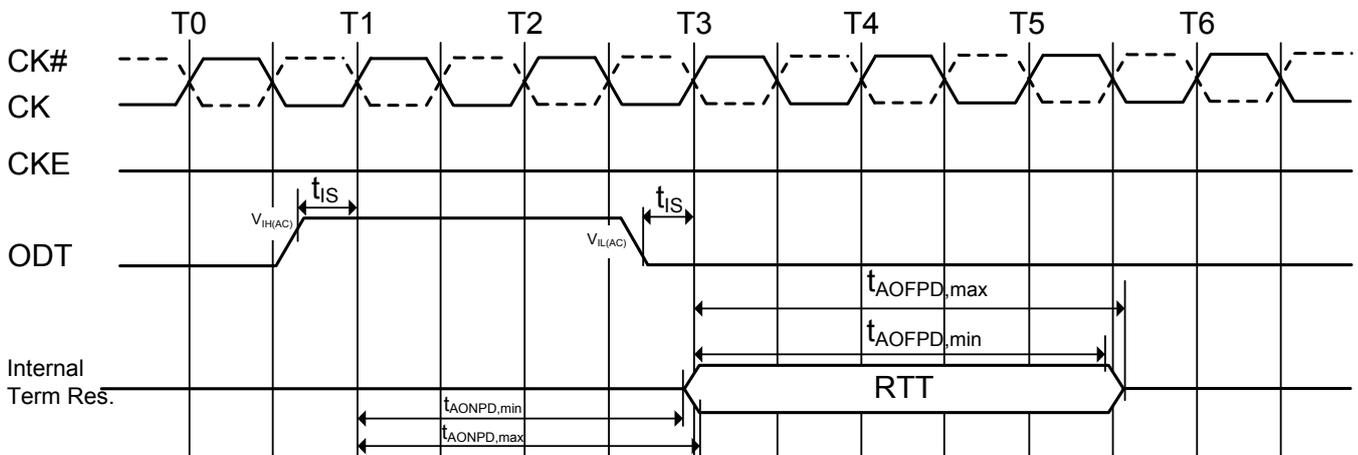 T0 T1 T2 T3 T4 T5 T6
CK#
CK
CKE
tIS
tIS
VIH(AC)
VIL(AC)
ODT
tAOFPD,max
tAOFPD,min
Internal
Term Res.
RTT
tAONPD,min
tAONPD,max